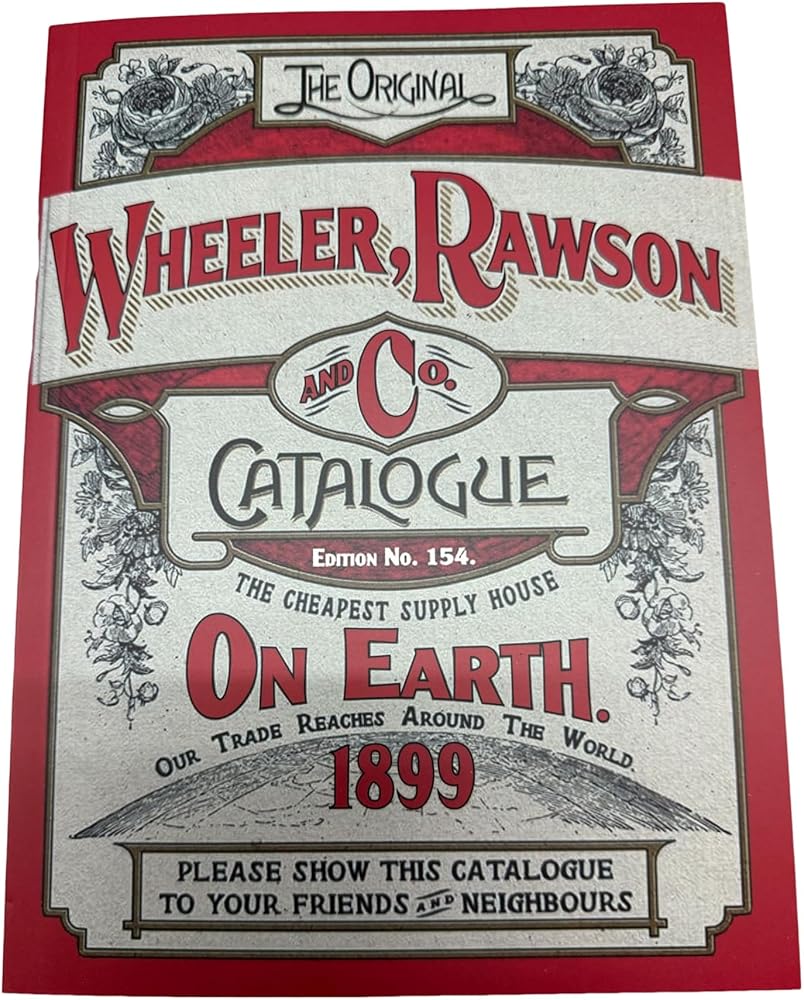 THE ORIGINAL
WHEELER, RAWSON
AND CO.
CATALOGUE
EDITION NO. 154.
THE CHEAPEST SUPPLY HOUSE
ON EARTH.
OUR TRADE REACHES AROUND THE WORLD.
1899
PLEASE SHOW THIS CATALOGUE
TO YOUR FRIENDS AND NEIGHBOURS